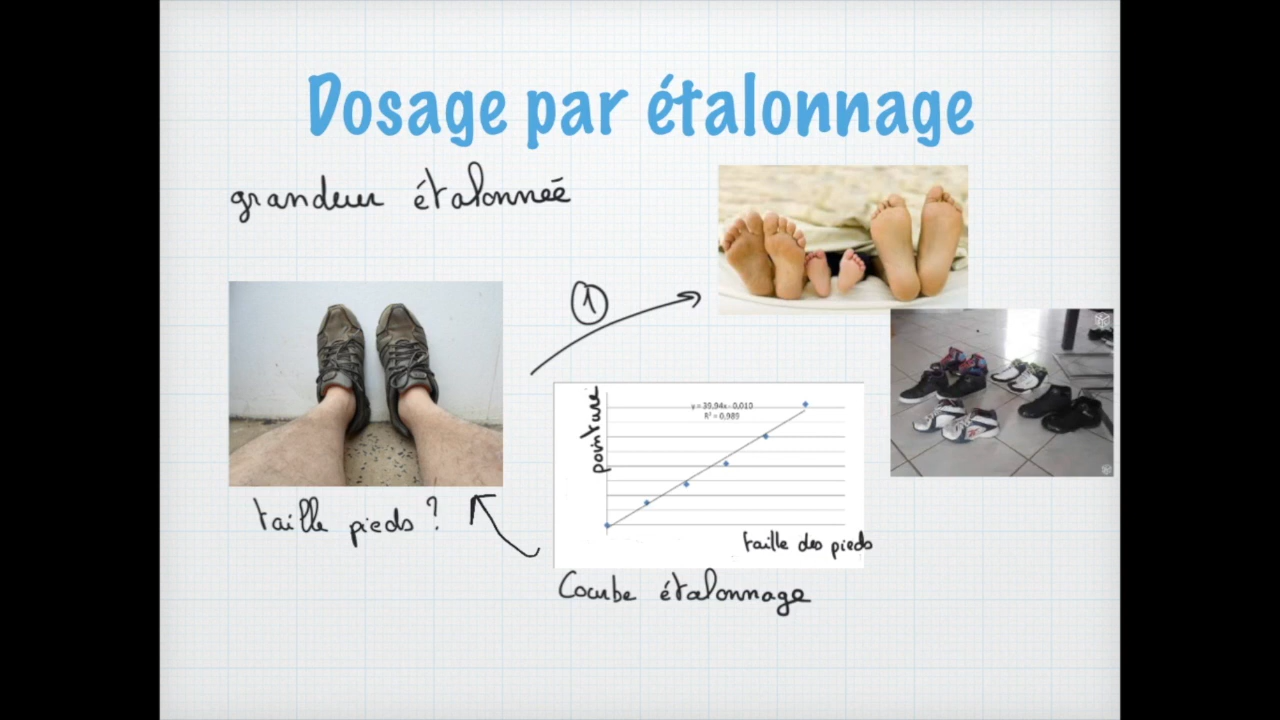 Dosage par étalonnage
grandeur étalonnée
1
pointure
y = 39,94x - 0,010
R² = 0,989
taille des pieds
taille pieds ?
Courbe étalonnage